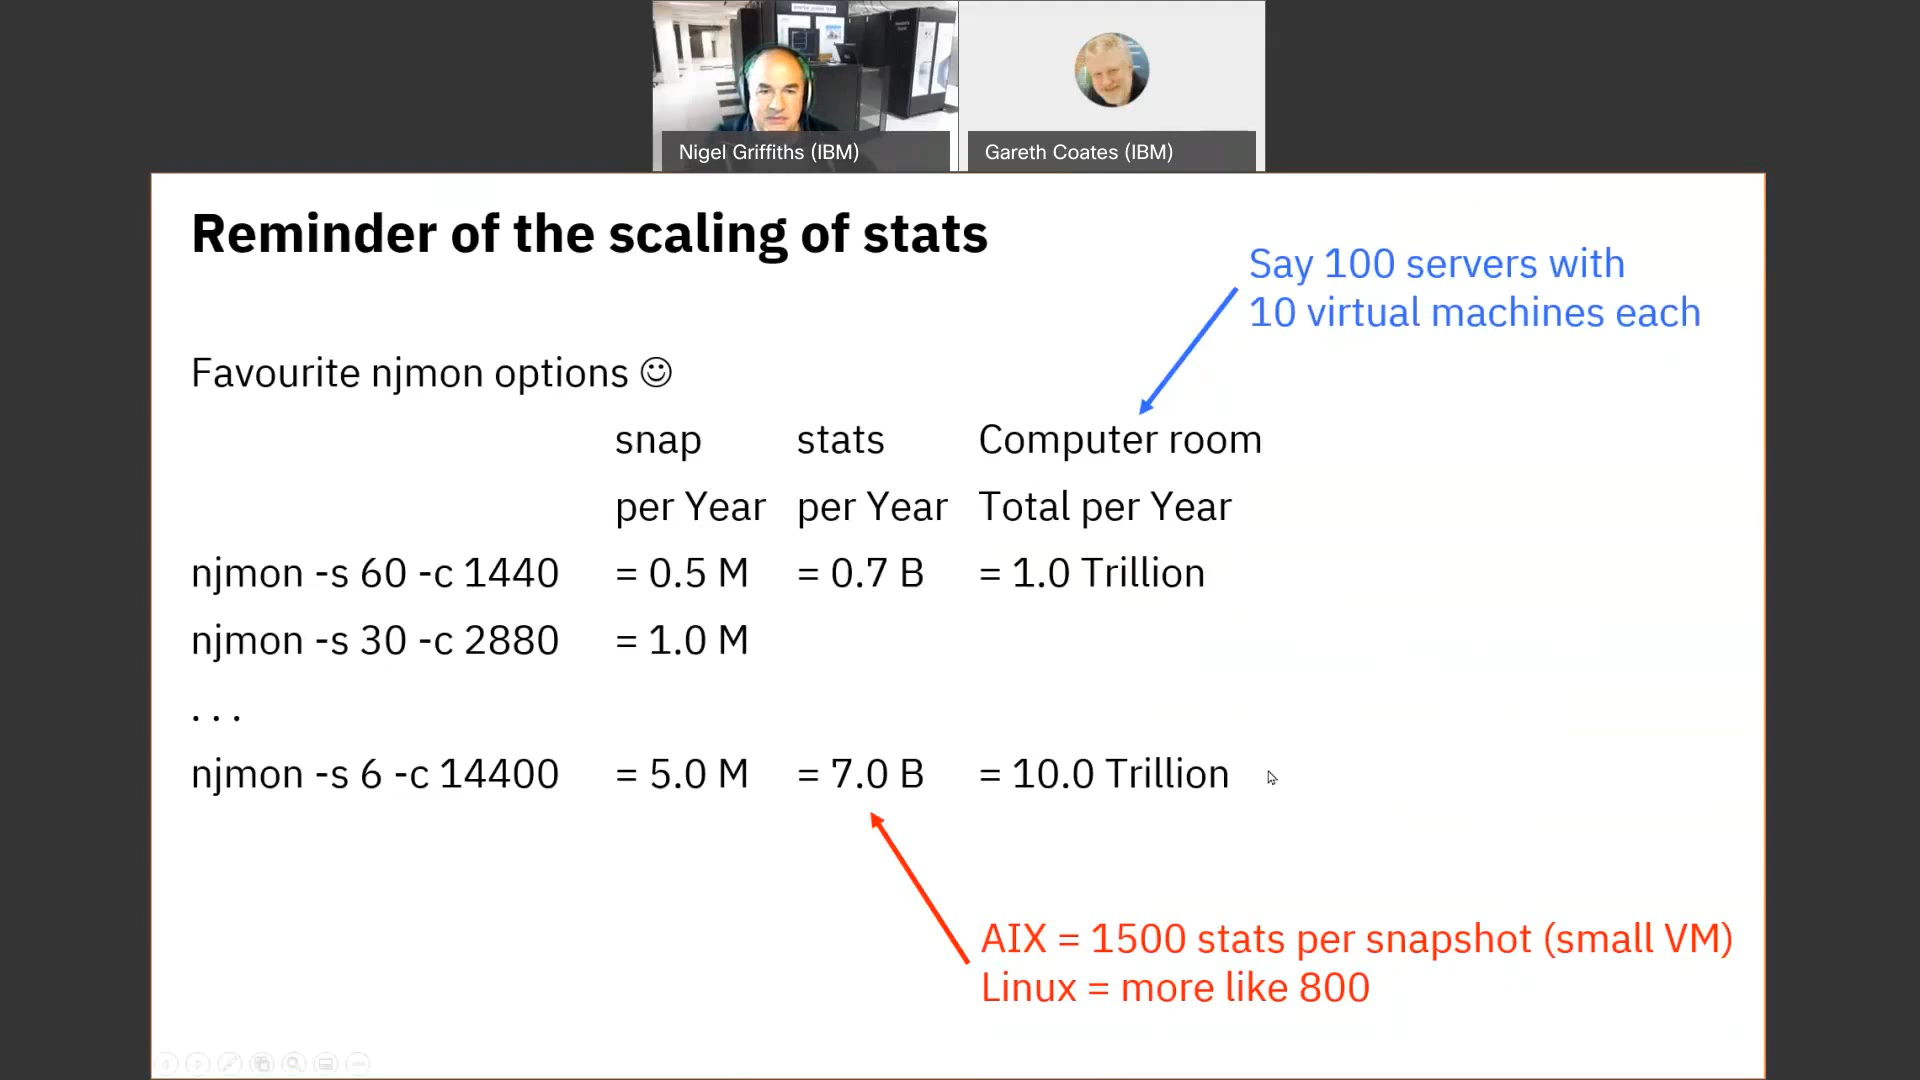 Nigel Griffiths (IBM)
Gareth Coates (IBM)
Reminder of the scaling of stats
Say 100 servers with
10 virtual machines each
Favourite njmon options ☺
snap stats Computer room
per Year per Year Total per Year
njmon -s 60 -c 1440 = 0.5 M = 0.7 B = 1.0 Trillion
njmon -s 30 -c 2880 = 1.0 M
. . .
njmon -s 6 -c 14400 = 5.0 M = 7.0 B = 10.0 Trillion
AIX = 1500 stats per snapshot (small VM)
Linux = more like 800